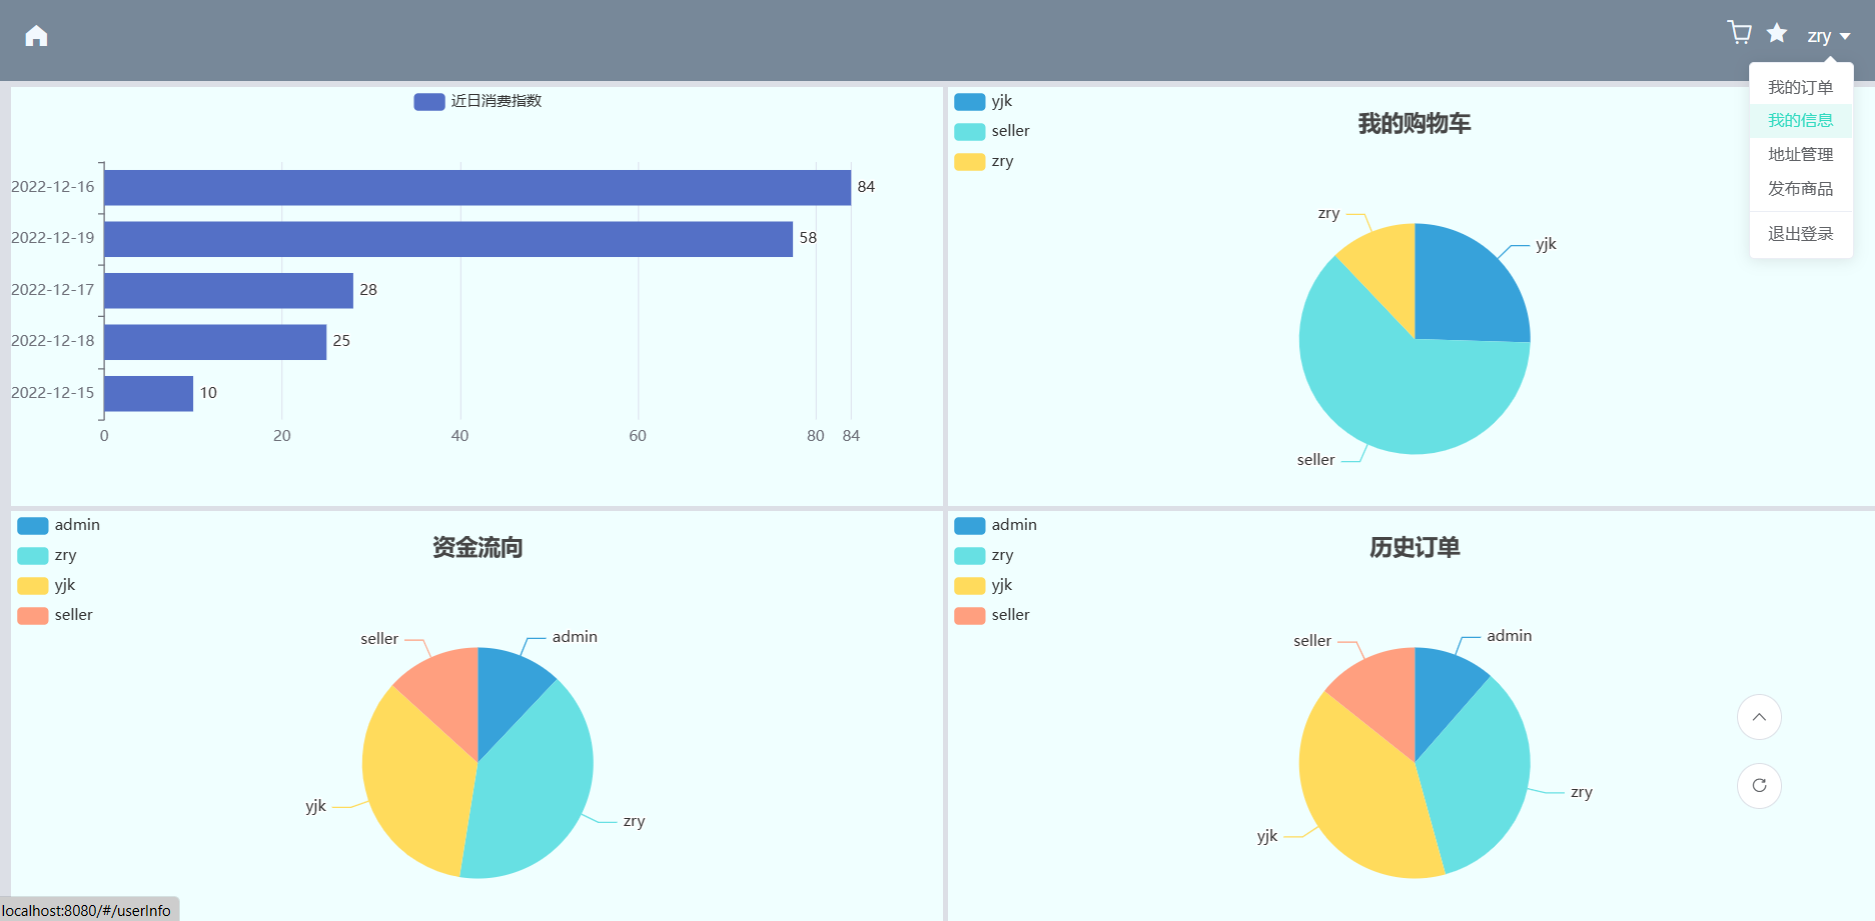 zry
我的订单
我的信息
地址管理
发布商品
退出登录
近日消费指数
2022-12-16
84
2022-12-19
58
2022-12-17
28
2022-12-18
25
2022-12-15
10
0
20
40
60
80
84
yjk
seller
zry
我的购物车
zry
yjk
seller
admin
zry
yjk
seller
资金流向
seller
admin
yjk
zry
admin
zry
yjk
seller
历史订单
seller
admin
zry
yjk
localhost:8080/#/userInfo